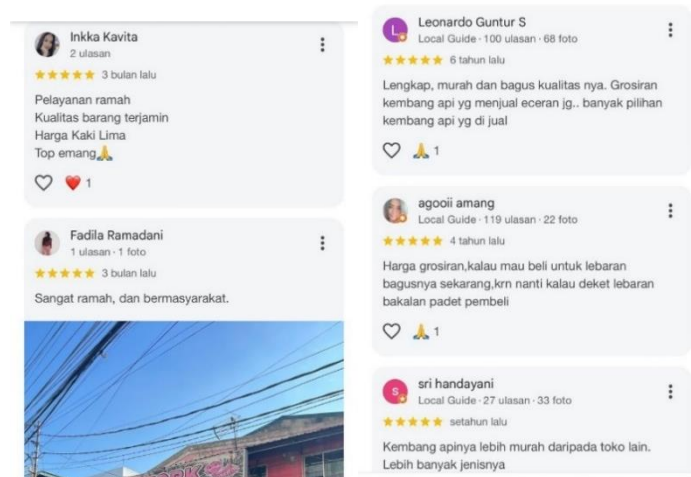 Inkka Kavita
2 ulasan
3 bulan lalu
Pelayanan ramah
Kualitas barang terjamin
Harga Kaki Lima
Top emang🙏
1
Fadila Ramadani
1 ulasan · 1 foto
3 bulan lalu
Sangat ramah, dan bermasyarakat.
L
Leonardo Guntur S
Local Guide · 100 ulasan · 68 foto
6 tahun lalu
Lengkap, murah dan bagus kualitas nya. Grosiran
kembang api yg menjual eceran jg.. banyak pilihan
kembang api yg di jual
🙏 1
agooii amang
Local Guide · 119 ulasan · 22 foto
4 tahun lalu
Harga grosiran,kalau mau beli untuk lebaran
bagusnya sekarang,krn nanti kalau deket lebaran
bakalan padet pembeli
🙏 1
s
sri handayani
Local Guide · 27 ulasan · 33 foto
setahun lalu
Kembang apinya lebih murah daripada toko lain.
Lebih banyak jenisnya